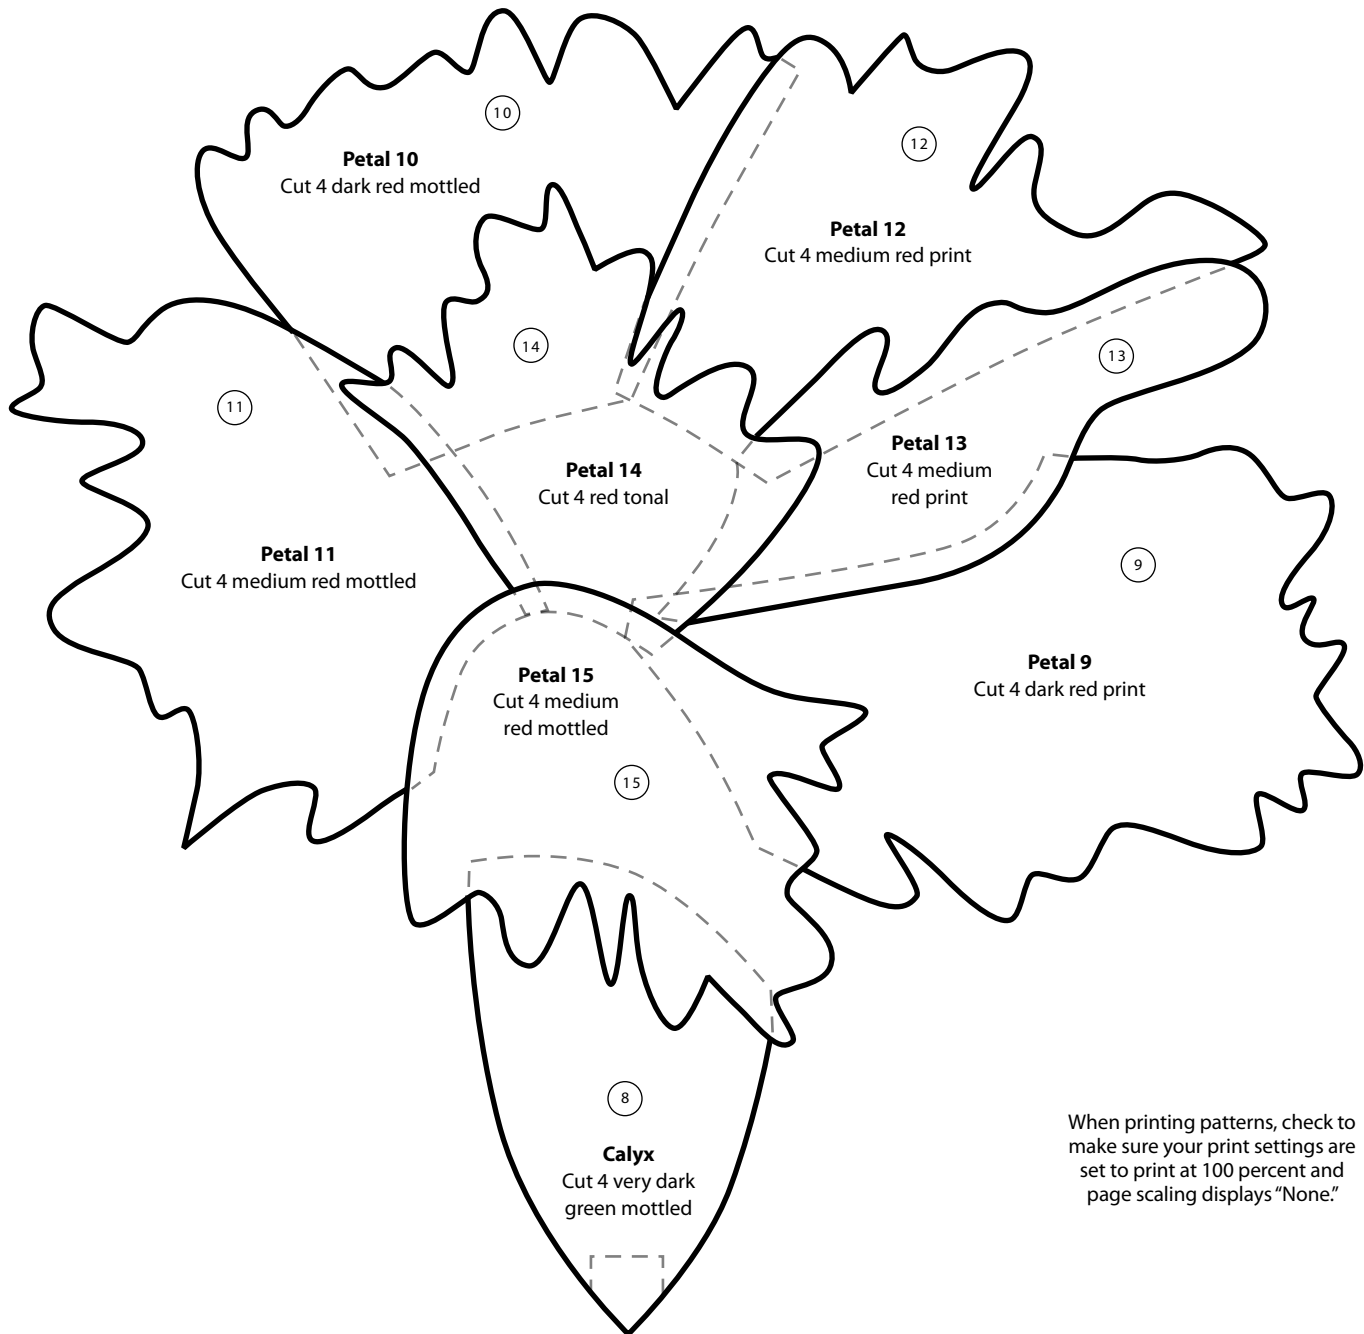 10
Petal 10
Cut 4 dark red mottled
12
Petal 12
Cut 4 medium red print
14
Petal 14
Cut 4 red tonal
13
Petal 13
Cut 4 medium
red print
11
Petal 11
Cut 4 medium red mottled
9
Petal 9
Cut 4 dark red print
Petal 15
Cut 4 medium
red mottled
15
8
Calyx
Cut 4 very dark
green mottled
When printing patterns, check to
make sure your print settings are
set to print at 100 percent and
page scaling displays “None.”